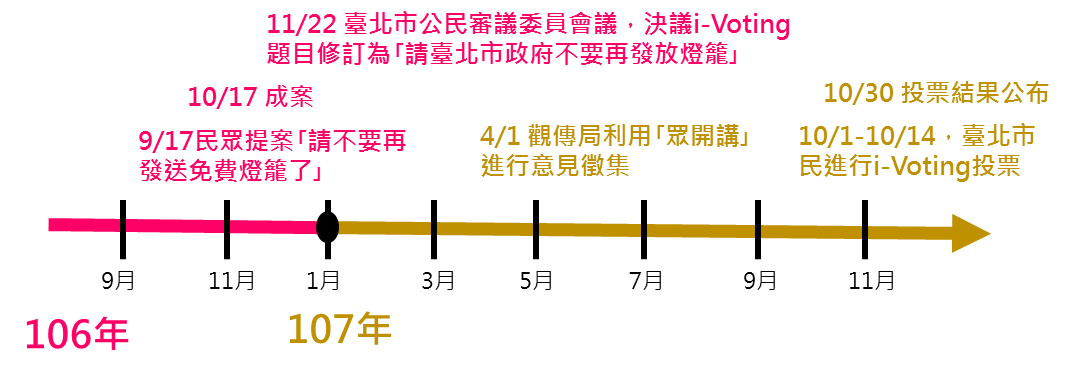 11/22 臺北市公民審議委員會議，決議i-Voting
題目修訂為｢請臺北市政府不要再發放燈籠｣
10/17 成案
9/17民眾提案｢請不要再
發送免費燈籠了｣
4/1 觀傳局利用｢眾開講｣
進行意見徵集
10/30 投票結果公布
10/1-10/14，臺北市
民進行i-Voting投票
9月
11月
1月
3月
5月
7月
9月
11月
106年
107年